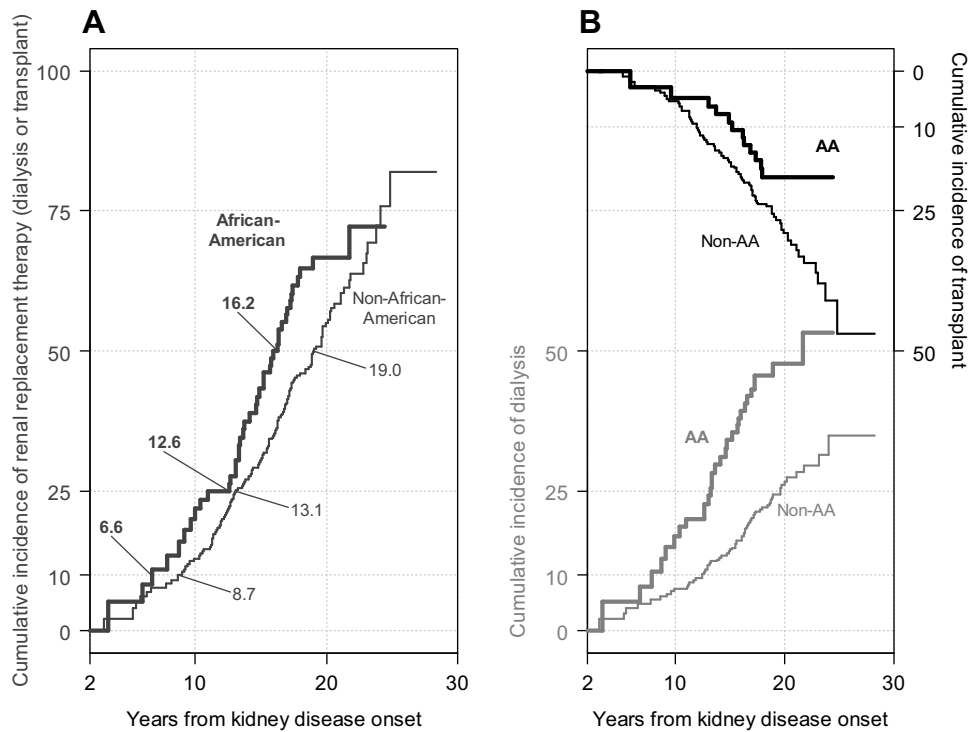 A
Cumulative incidence of renal replacement therapy (dialysis or transplant)
100
75
50
25
10
0
African-
American
16.2
Non-African-
American
19.0
12.6
13.1
6.6
8.7
2
10
20
30
Years from kidney disease onset
B
Cumulative incidence of transplant
0
10
25
50
AA
Non-AA
Cumulative incidence of dialysis
50
25
10
0
AA
Non-AA
2
10
20
30
Years from kidney disease onset